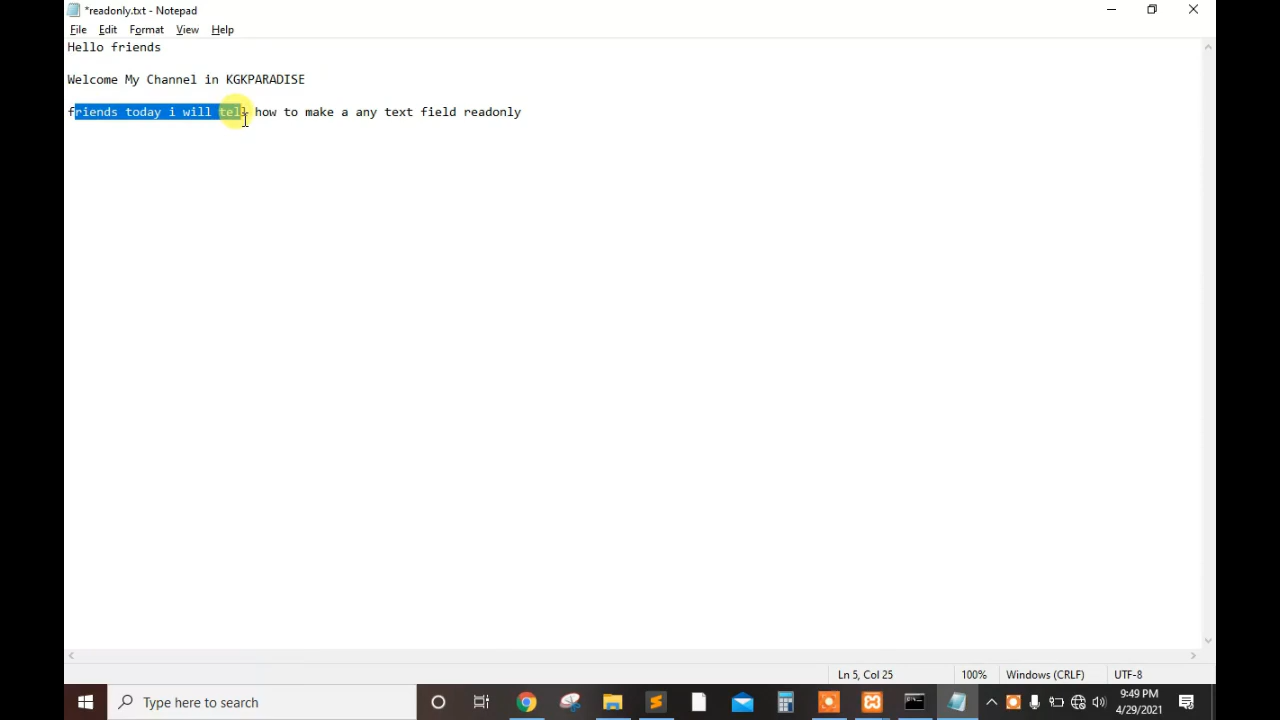 *readonly.txt - Notepad
File Edit Format View Help
Hello friends
Welcome My Channel in KGKPARADISE
friends today i will tell how to make a any text field readonly
Ln 5, Col 25 100% Windows (CRLF) UTF-8
Type here to search
9:49 PM
4/29/2021